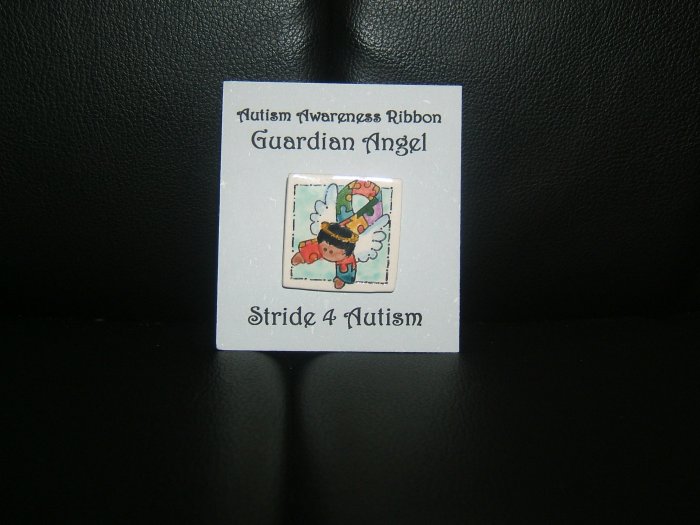 Autism Awareness Ribbon
Guardian Angel
Stride 4 Autism